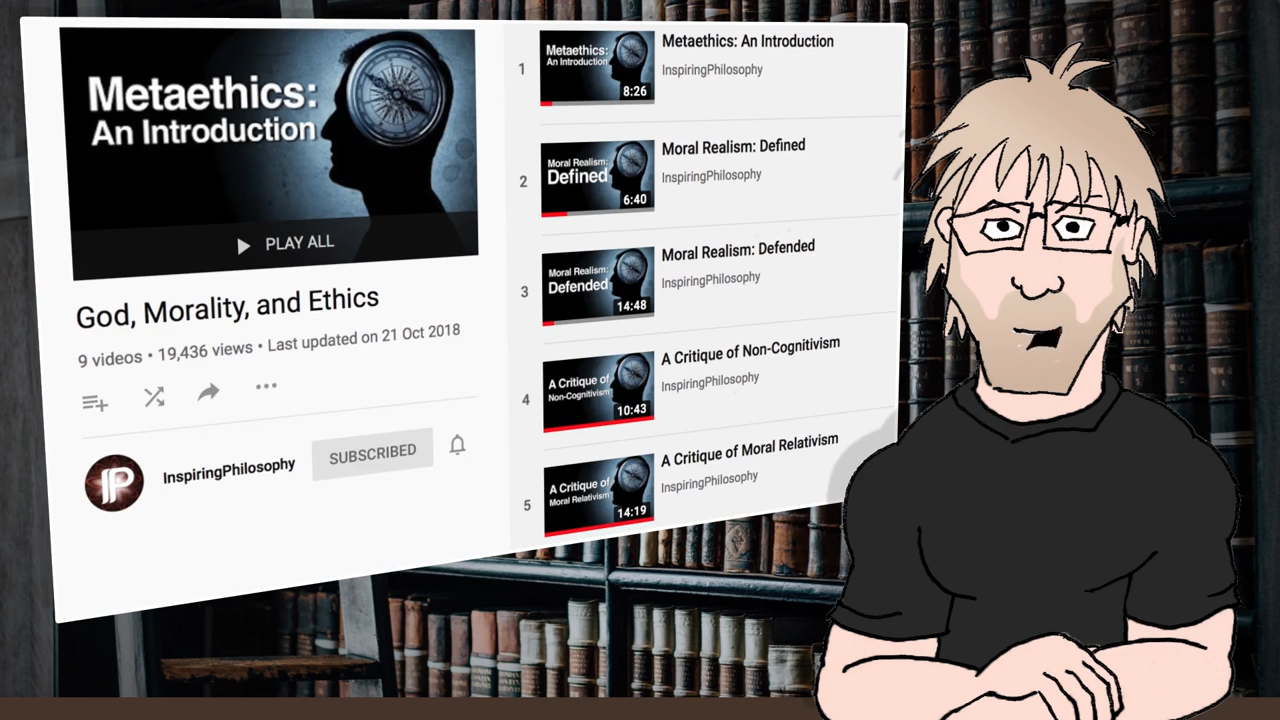 Metaethics:
An Introduction
PLAY ALL
God, Morality, and Ethics
9 videos • 19,436 views • Last updated on 21 Oct 2018
IP
InspiringPhilosophy
SUBSCRIBED
1
Metaethics:
An Introduction
8:26
Metaethics: An Introduction
InspiringPhilosophy
2
Moral Realism:
Defined
6:40
Moral Realism: Defined
InspiringPhilosophy
3
Moral Realism:
Defended
14:48
Moral Realism: Defended
InspiringPhilosophy
4
A Critique of
Non-Cognitivism
10:43
A Critique of Non-Cognitivism
InspiringPhilosophy
5
A Critique of
Moral Relativism
14:19
A Critique of Moral Relativism
InspiringPhilosophy